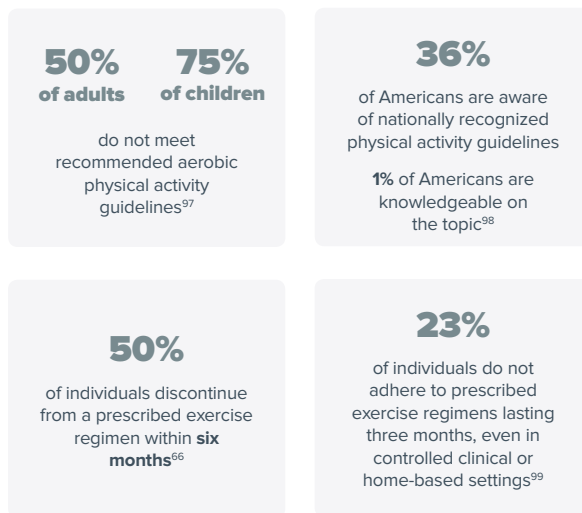 50% 75%
of adults of children
do not meet
recommended aerobic
physical activity
guidelines97
36%
of Americans are aware
of nationally recognized
physical activity guidelines
1% of Americans are
knowledgeable on
the topic98
50%
of individuals discontinue
from a prescribed exercise
regimen within six
months66
23%
of individuals do not
adhere to prescribed
exercise regimens lasting
three months, even in
controlled clinical or
home-based settings99